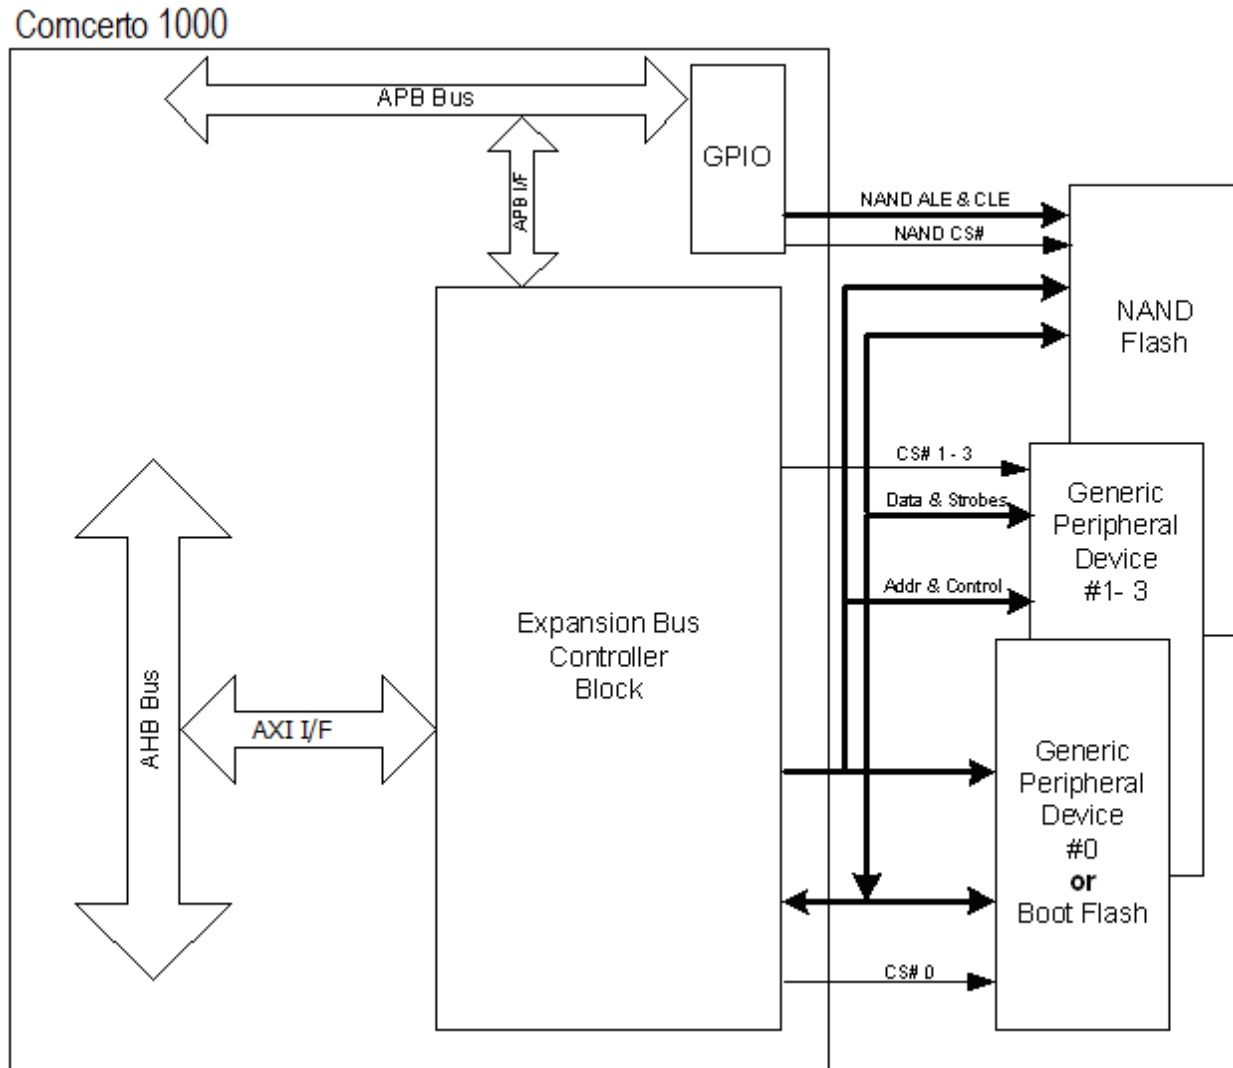 Comcerto 1000
APB Bus
GPIO
APB I/F
NAND ALE & CLE
NAND CS#
NAND
Flash
CS# 1 - 3
Data & Strobes
Generic
Peripheral
Device
#1- 3
Addr & Control
Expansion Bus
Controller
Block
AHB Bus
AXI I/F
Generic
Peripheral
Device
#0
or
Boot Flash
CS# 0